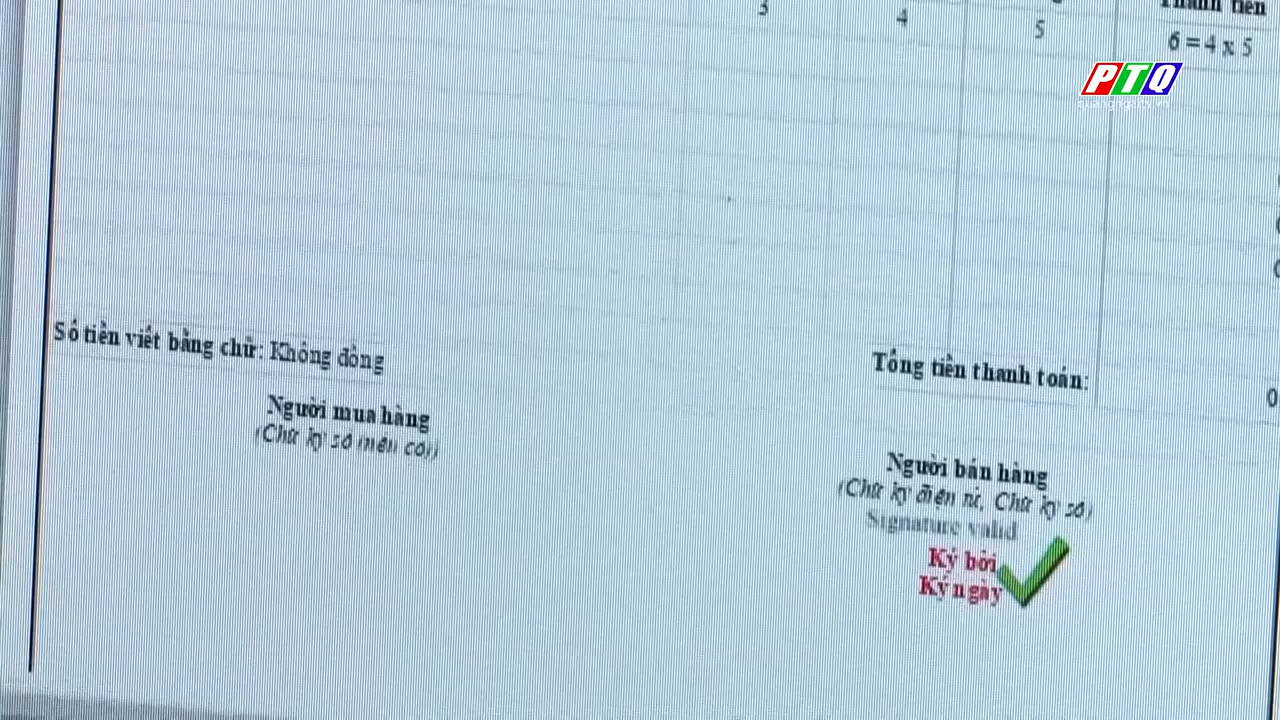 Thành tiền
3 4 5 6 = 4 x 5
PTQ
quangngaitv.vn
Số tiền viết bằng chữ: Không đồng
Tổng tiền thanh toán:
0
Người mua hàng
(Chữ ký số (nếu có))
Người bán hàng
(Chữ ký điện tử, Chữ ký số)
Signature valid
Ký bởi
Ký ngày